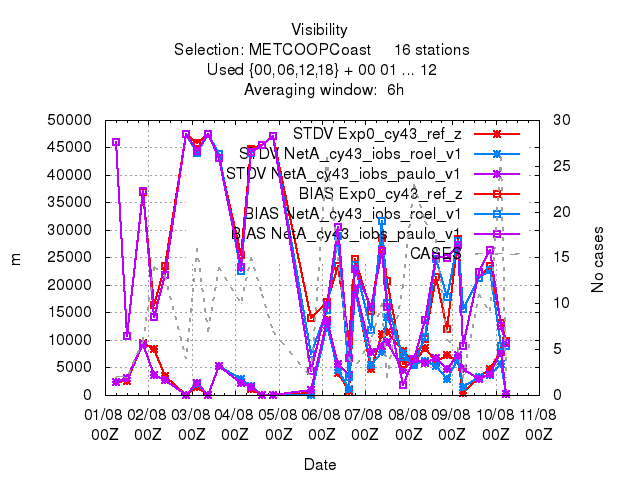 Visibility
Selection: METCOOPCoast 16 stations
Used {00,06,12,18} + 00 01 ... 12
Averaging window: 6h
50000
45000
40000
35000
30000
25000
20000
15000
10000
5000
0
m
30
25
20
15
10
5
0
No cases
STDV Exp0_cy43_ref_z
STDV NetA_cy43_iobs_roel_v1
STDV NetA_cy43_iobs_paulo_v1
BIAS Exp0_cy43_ref_z
BIAS NetA_cy43_iobs_roel_v1
BIAS NetA_cy43_iobs_paulo_v1
CASES
01/08 02/08 03/08 04/08 05/08 06/08 07/08 08/08 09/08 10/08 11/08
00Z 00Z 00Z 00Z 00Z 00Z 00Z 00Z 00Z 00Z 00Z
Date